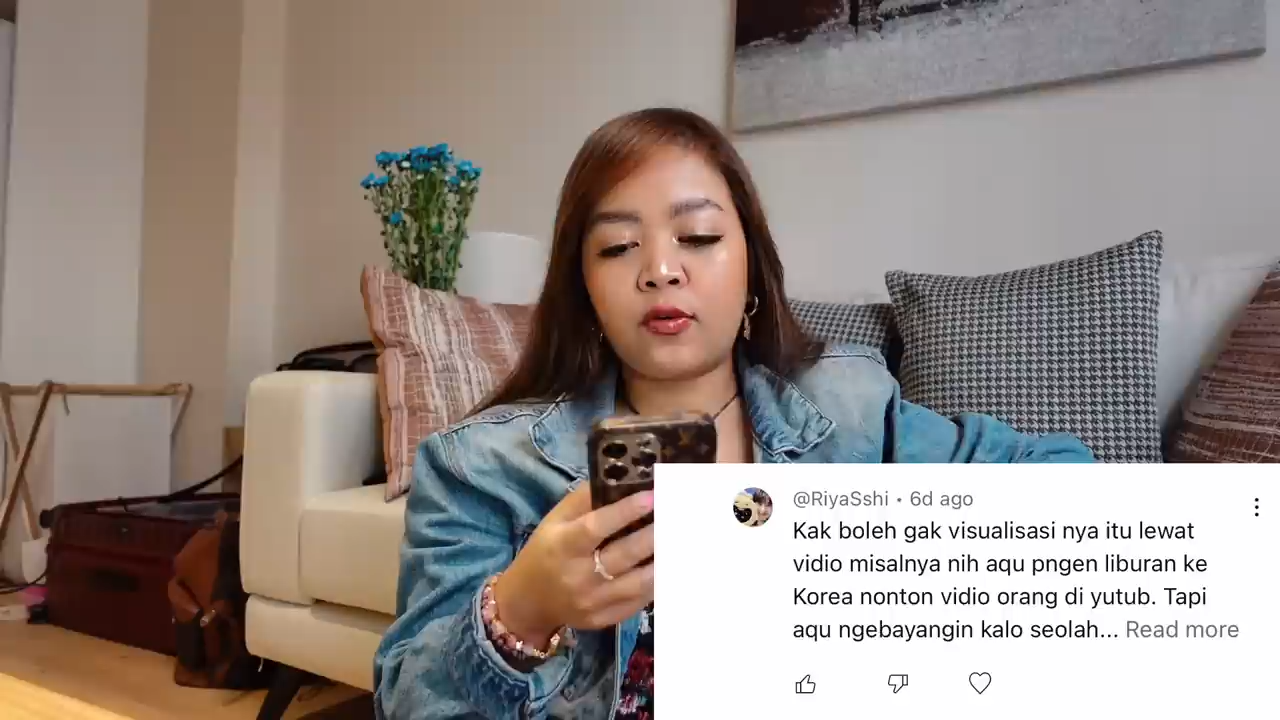 @RiyaSshi • 6d ago
Kak boleh gak visualisasi nya itu lewat
vidio misalnya nih aqu pngen liburan ke
Korea nonton vidio orang di yutub. Tapi
aqu ngebayangin kalo seolah... Read more